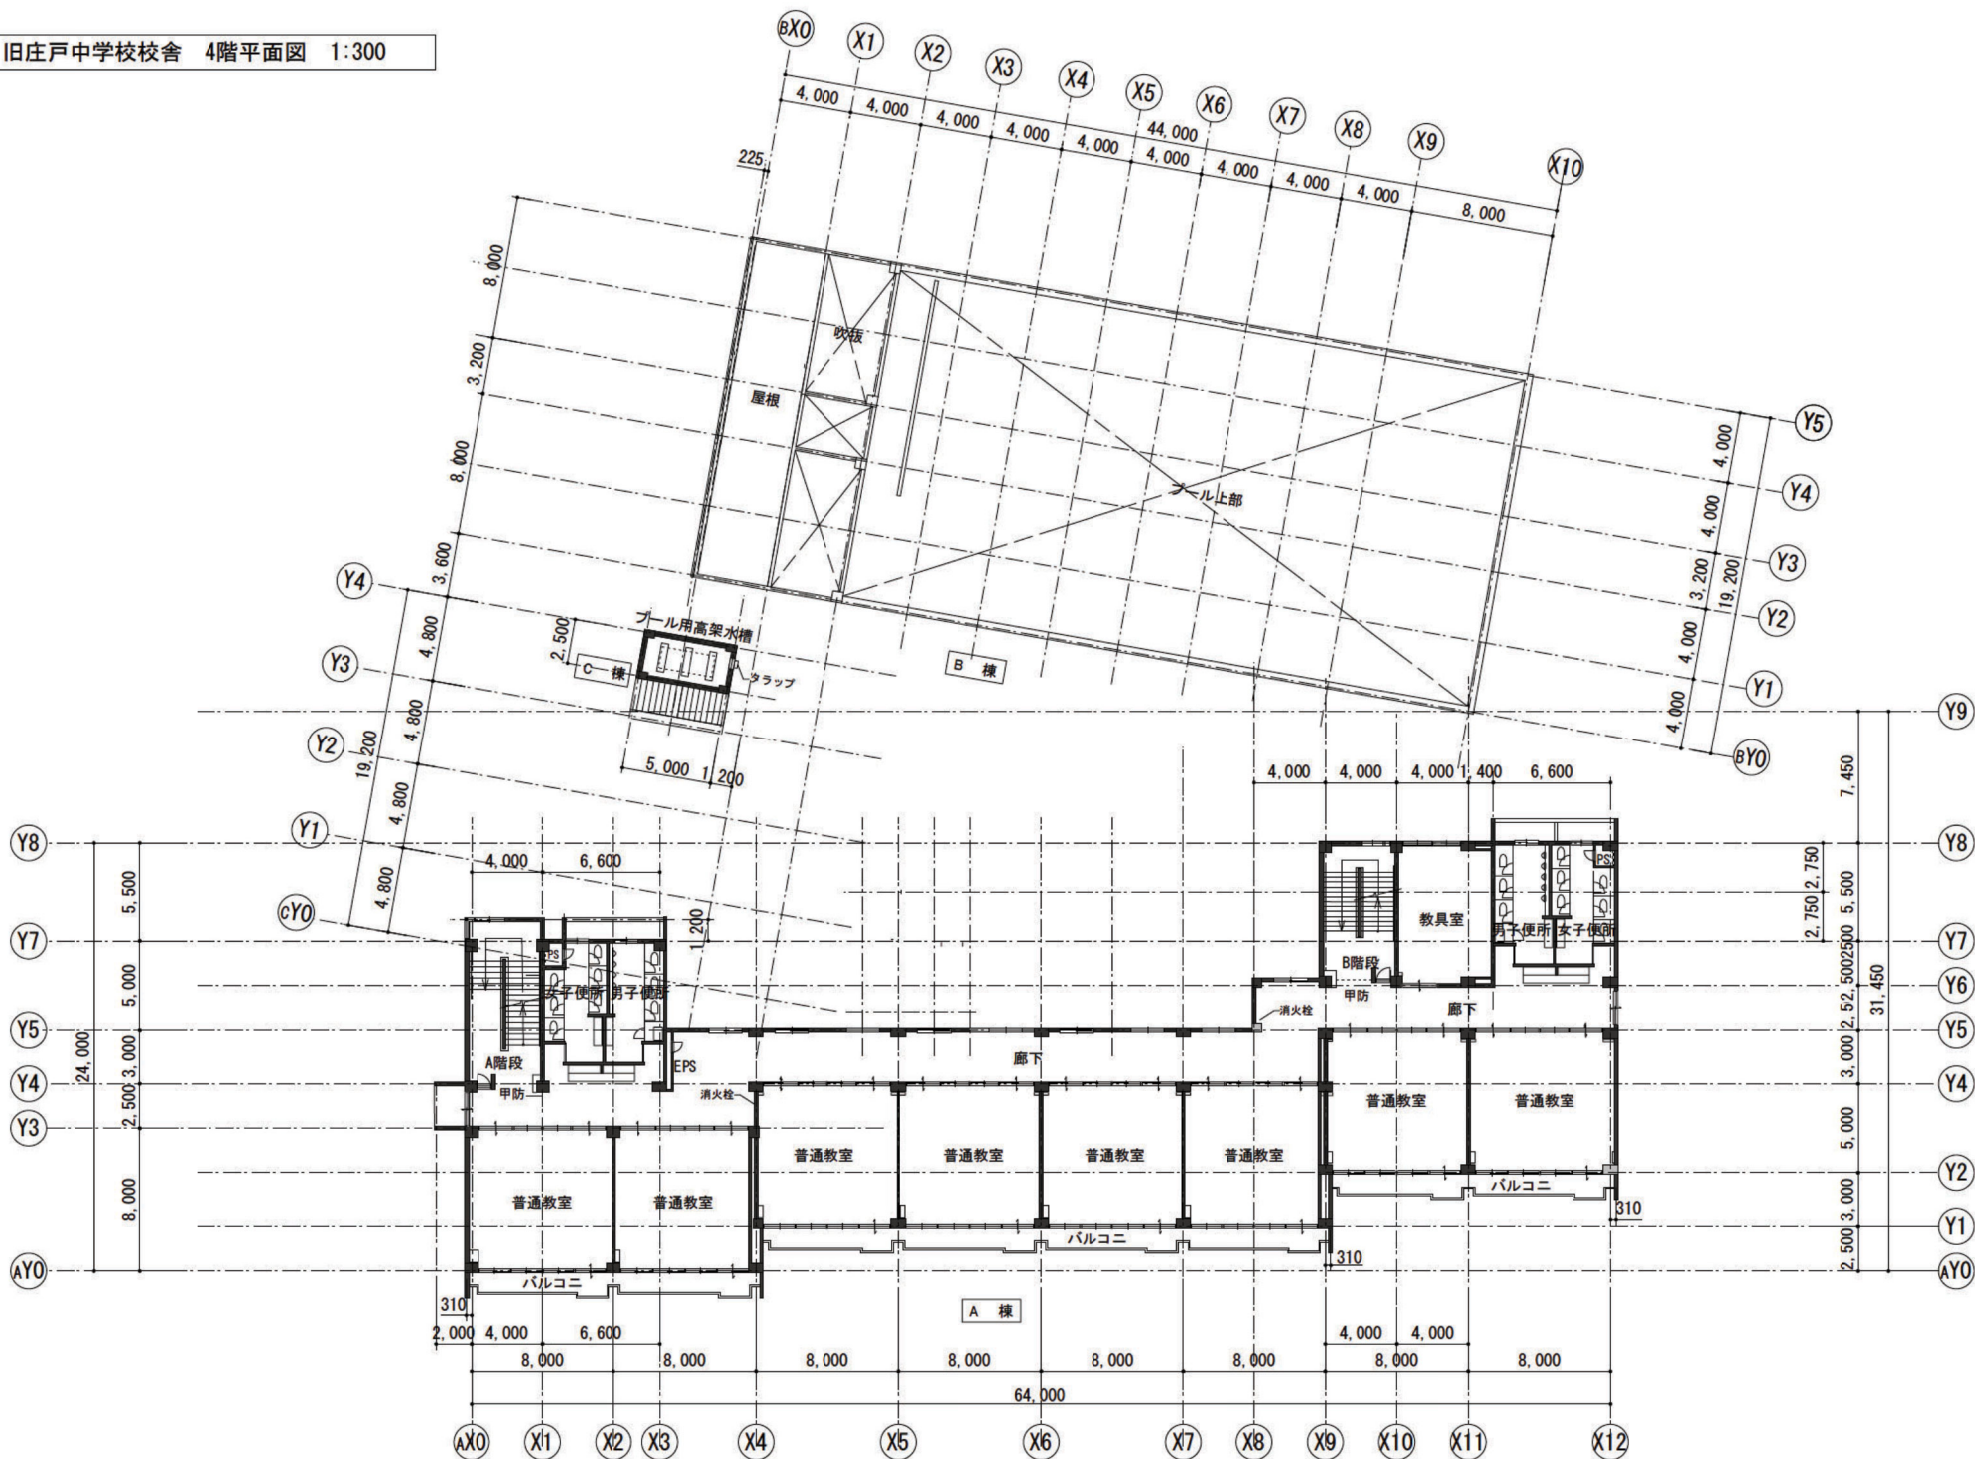 旧庄戸中学校校舎 4階平面図 1:300
BX0
X1
X2
X3
X4
X5
X6
X7
X8
X9
X10
4,000
4,000
4,000
4,000
44,000
4,000
4,000
4,000
4,000
4,000
8,000
225
8,000
3,200
8,000
3,600
吹抜
屋根
プール上部
Y5
Y4
Y3
Y2
Y1
BY0
4,000
4,000
3,200
4,000
4,000
19,200
Y4
Y3
Y2
Y1
CY0
4,800
4,800
4,800
4,800
19,200
2,500
プール用高架水槽
C 棟
タラップ
5,000
1,200
B 棟
Y9
Y8
Y7
Y6
Y5
Y4
Y3
Y2
Y1
AY0
7,450
2,750
2,750
5,500
2,500
2,500
3,000
5,000
3,000
2,500
31,450
4,000
4,000
4,000
1,400
6,600
Y8
Y7
Y5
Y4
Y3
AY0
5,500
5,000
3,000
2,500
8,000
24,000
4,000
6,600
1,200
PS
女子便所
男子便所
A階段
甲防
EPS
消火栓
廊下
消火栓
B階段
甲防
教具室
男子便所
女子便所
PS
廊下
普通教室
普通教室
普通教室
普通教室
普通教室
普通教室
普通教室
普通教室
バルコニ
バルコニ
バルコニ
310
310
310
A 棟
2,000
4,000
6,600
4,000
4,000
8,000
8,000
8,000
8,000
8,000
8,000
8,000
8,000
64,000
AX0
X1
X2
X3
X4
X5
X6
X7
X8
X9
X10
X11
X12